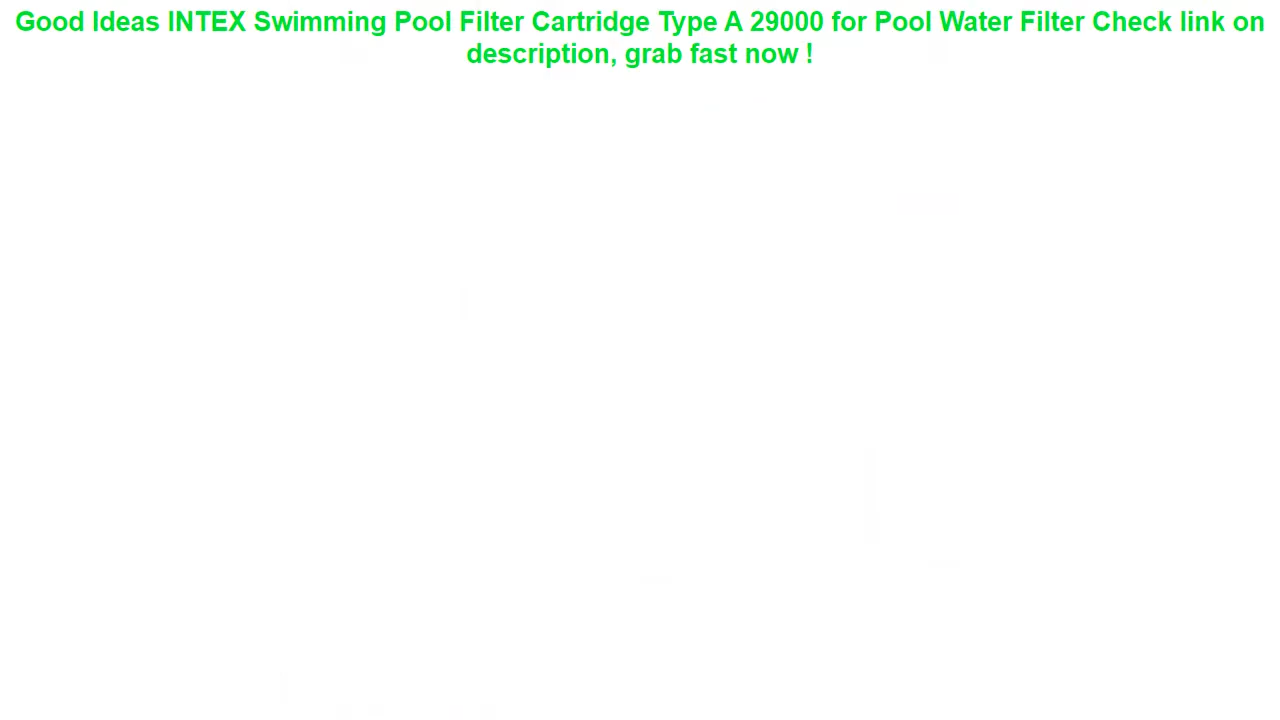 Good Ideas INTEX Swimming Pool Filter Cartridge Type A 29000 for Pool Water Filter Check link on
description, grab fast now !